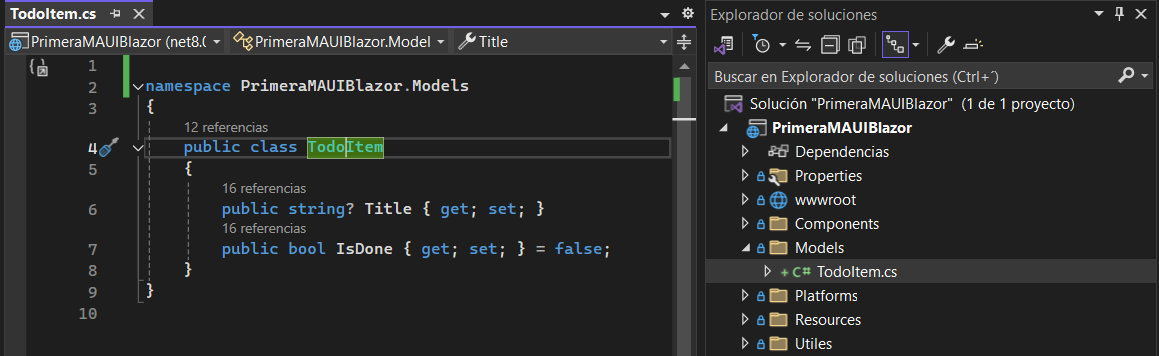 TodoItem.cs
PrimeraMAUIBlazor (net8.0
PrimeraMAUIBlazor.Model
Title
1
2 namespace PrimeraMAUIBlazor.Models
3 {
12 referencias
4 public class TodoItem
5 {
16 referencias
6 public string? Title { get; set; }
16 referencias
7 public bool IsDone { get; set; } = false;
8 }
9 }
10
Explorador de soluciones
Buscar en Explorador de soluciones (Ctrl+´)
Solución "PrimeraMAUIBlazor" (1 de 1 proyecto)
PrimeraMAUIBlazor
Dependencias
Properties
wwwroot
Components
Models
+ C# TodoItem.cs
Platforms
Resources
Utiles